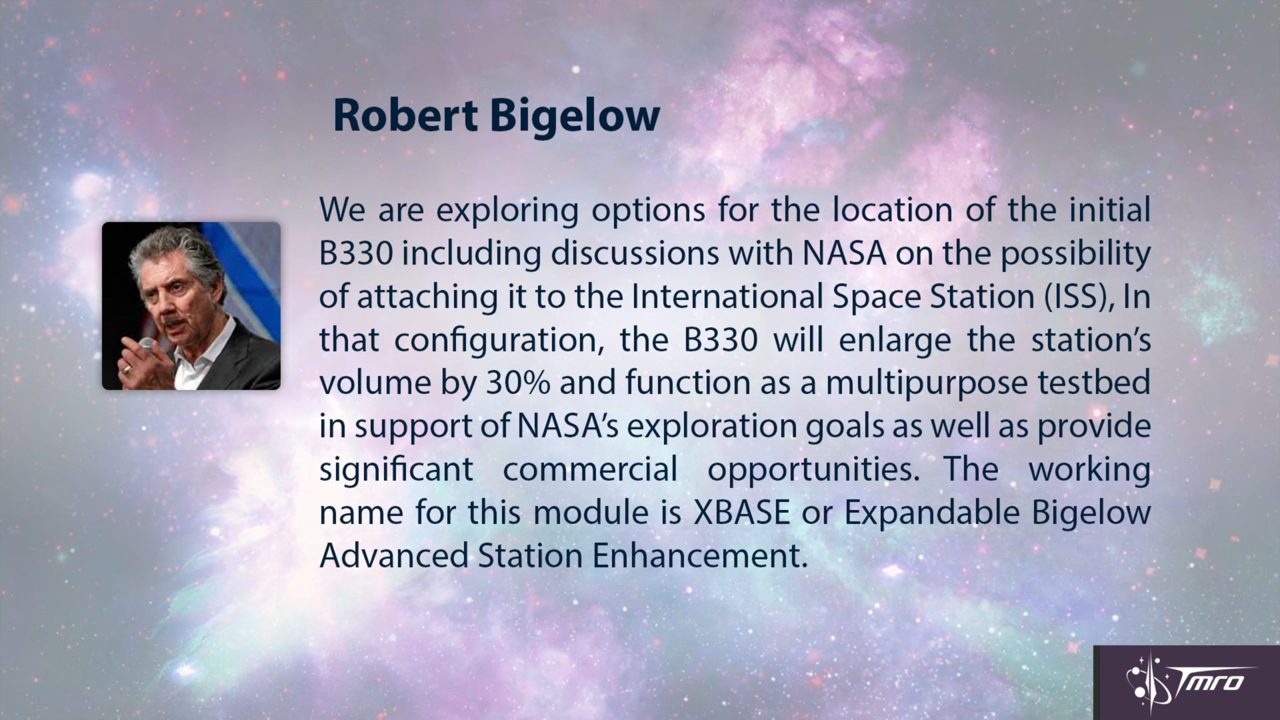 Robert Bigelow
We are exploring options for the location of the initial
B330 including discussions with NASA on the possibility
of attaching it to the International Space Station (ISS), In
that configuration, the B330 will enlarge the station’s
volume by 30% and function as a multipurpose testbed
in support of NASA’s exploration goals as well as provide
significant commercial opportunities. The working
name for this module is XBASE or Expandable Bigelow
Advanced Station Enhancement.
Tmro